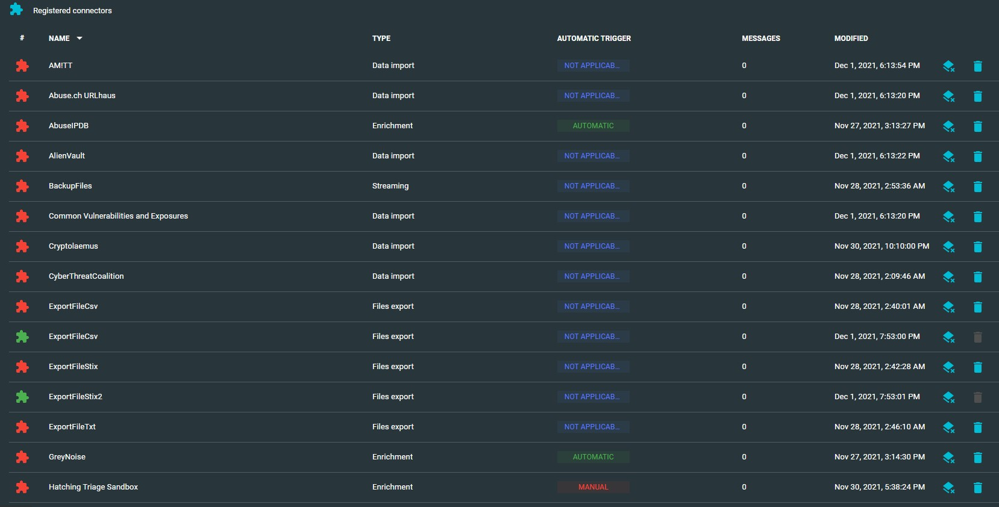 Registered connectors
# NAME TYPE AUTOMATIC TRIGGER MESSAGES MODIFIED
AM!TT Data import NOT APPLICAB... 0 Dec 1, 2021, 6:13:54 PM
Abuse.ch URLhaus Data import NOT APPLICAB... 0 Dec 1, 2021, 6:13:20 PM
AbuseIPDB Enrichment AUTOMATIC 0 Nov 27, 2021, 3:13:27 PM
AlienVault Data import NOT APPLICAB... 0 Dec 1, 2021, 6:13:22 PM
BackupFiles Streaming NOT APPLICAB... 0 Nov 28, 2021, 2:53:36 AM
Common Vulnerabilities and Exposures Data import NOT APPLICAB... 0 Dec 1, 2021, 6:13:20 PM
Cryptolaemus Data import NOT APPLICAB... 0 Nov 30, 2021, 10:10:00 PM
CyberThreatCoalition Data import NOT APPLICAB... 0 Nov 28, 2021, 2:09:46 AM
ExportFileCsv Files export NOT APPLICAB... 0 Nov 28, 2021, 2:40:01 AM
ExportFileCsv Files export NOT APPLICAB... 0 Dec 1, 2021, 7:53:00 PM
ExportFileStix Files export NOT APPLICAB... 0 Nov 28, 2021, 2:42:28 AM
ExportFileStix2 Files export NOT APPLICAB... 0 Dec 1, 2021, 7:53:01 PM
ExportFileTxt Files export NOT APPLICAB... 0 Nov 28, 2021, 2:46:10 AM
GreyNoise Enrichment AUTOMATIC 0 Nov 27, 2021, 3:14:30 PM
Hatching Triage Sandbox Enrichment MANUAL 0 Nov 30, 2021, 5:38:24 PM